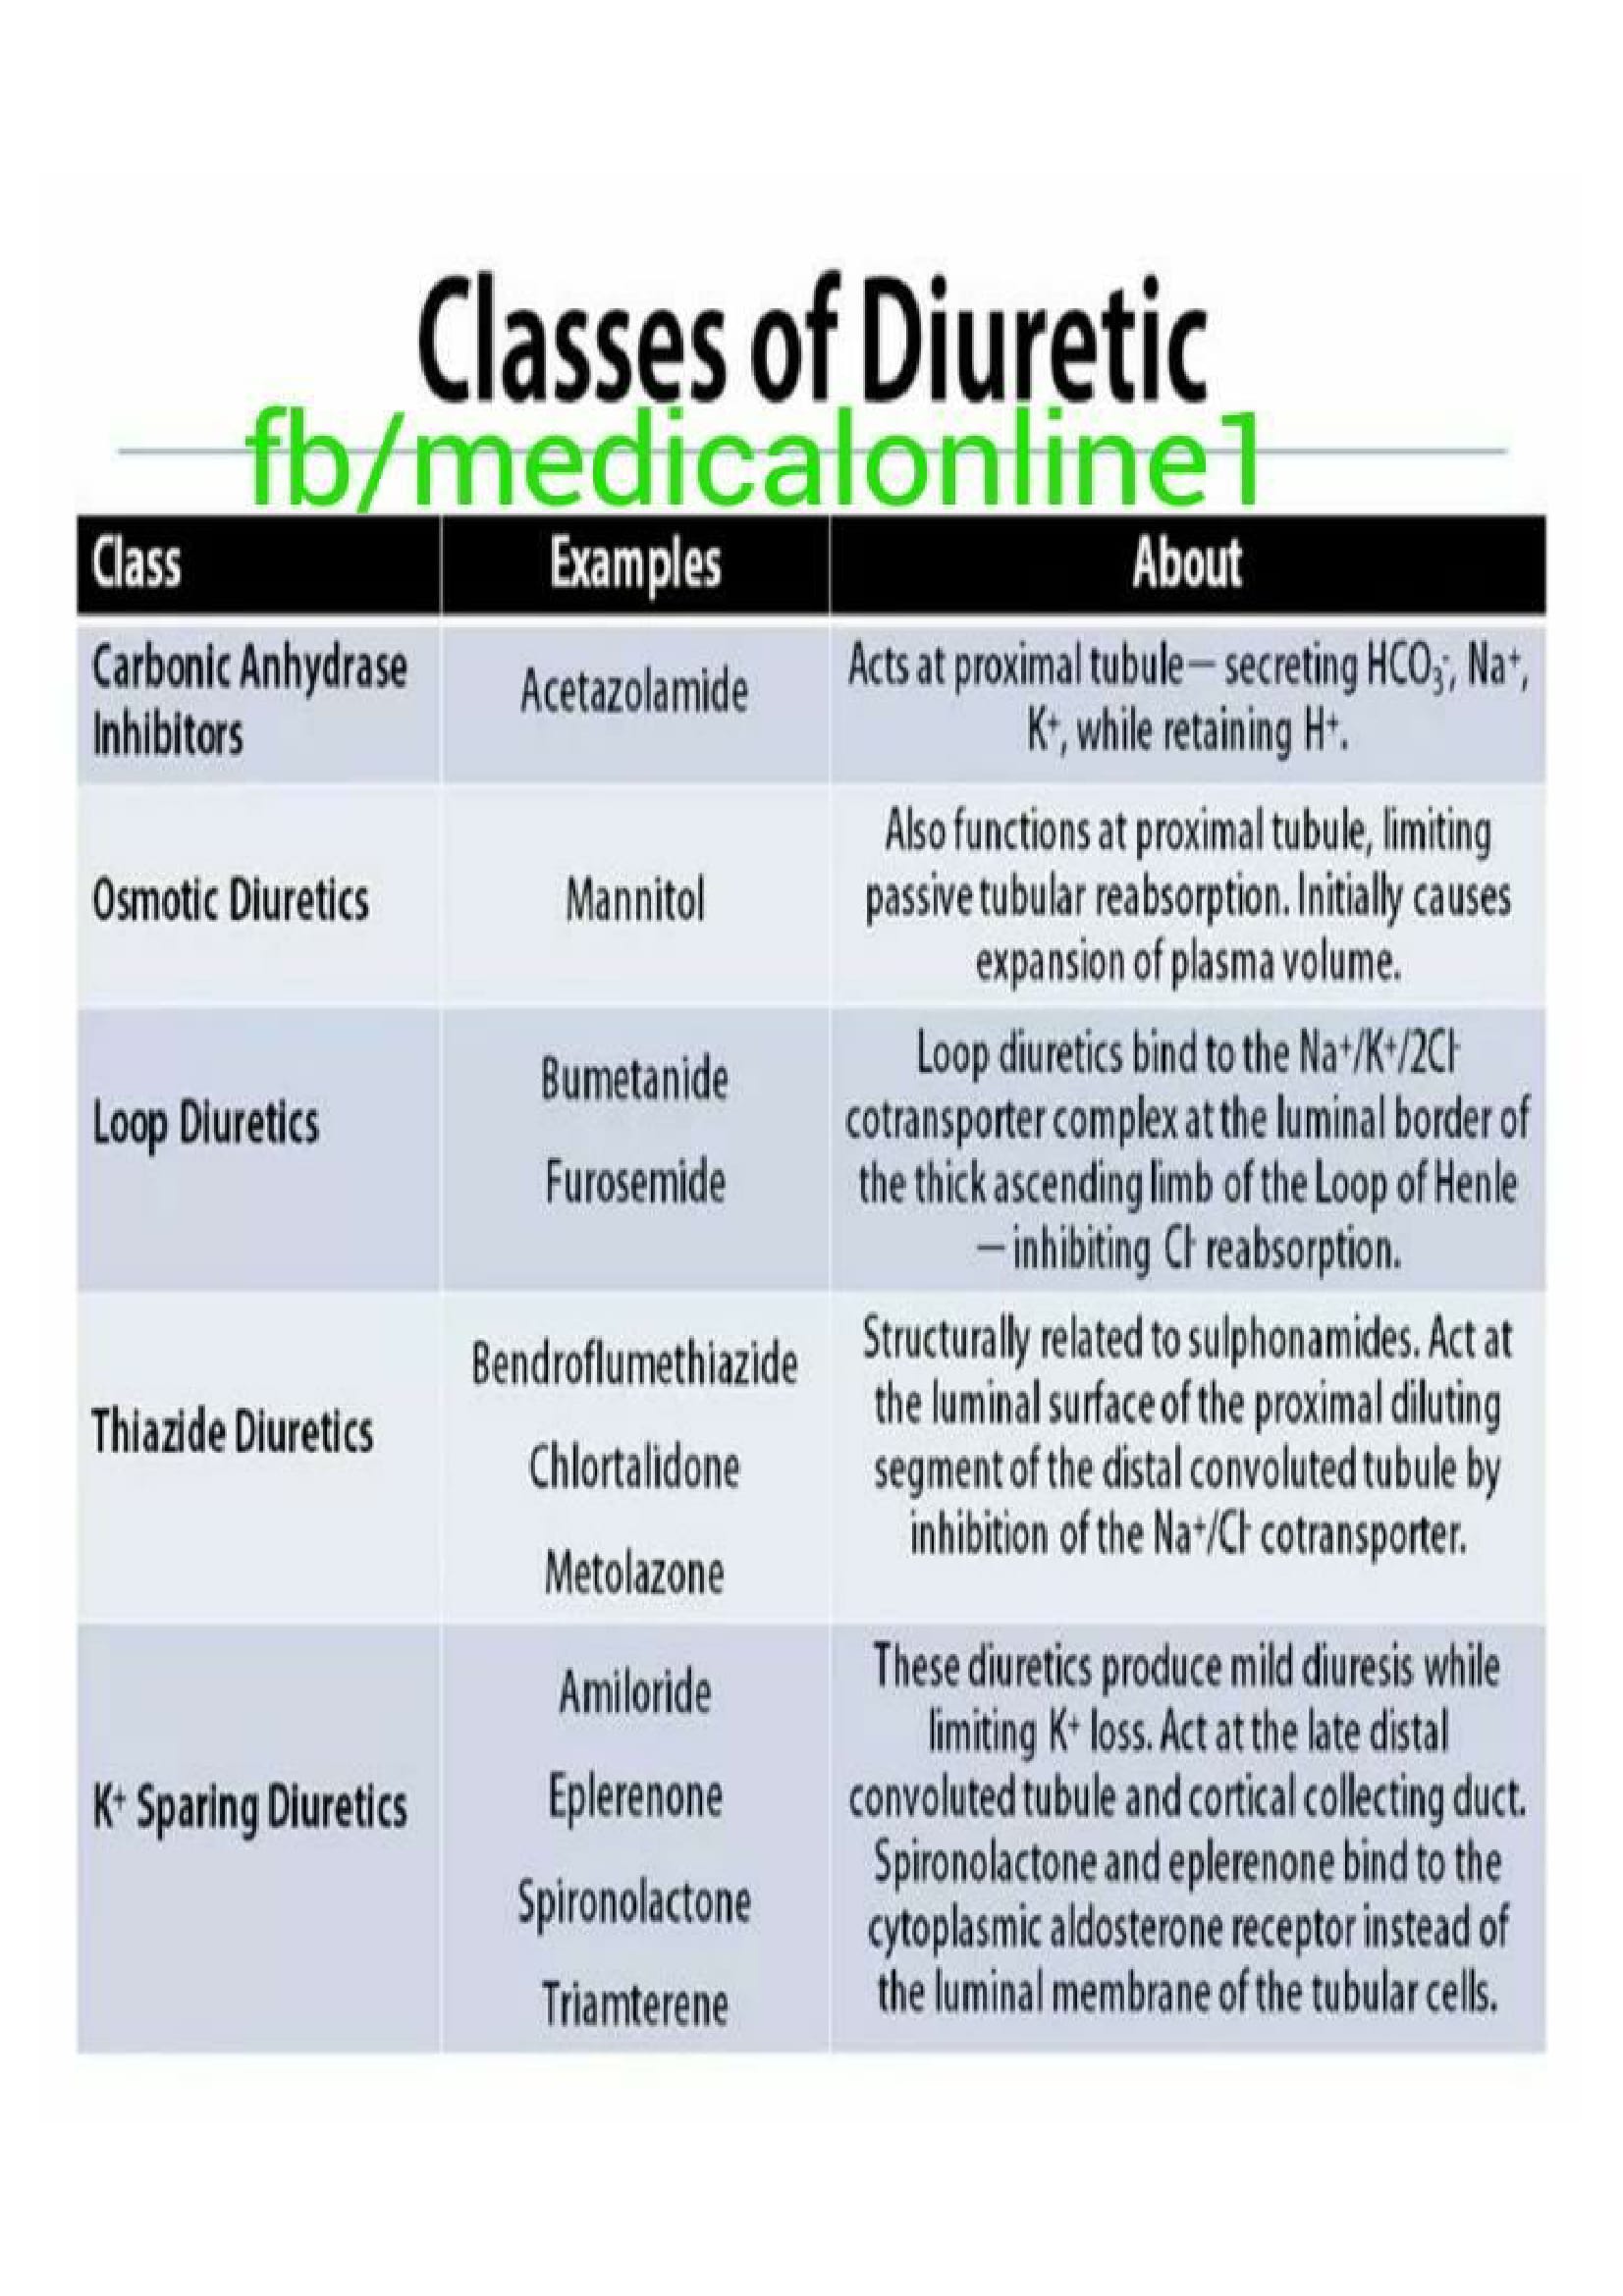 Classes of Diuretic
fb/medicalonline1
Class Examples About
Carbonic Anhydrase
Inhibitors
Acetazolamide
Acts at proximal tubule– secreting HCO₃⁻, Na⁺,
K⁺, while retaining H⁺.
Osmotic Diuretics
Mannitol
Also functions at proximal tubule, limiting
passive tubular reabsorption. Initially causes
expansion of plasma volume.
Loop Diuretics
Bumetanide
Furosemide
Loop diuretics bind to the Na⁺/K⁺/2Cl⁻
cotransporter complex at the luminal border of
the thick ascending limb of the Loop of Henle
– inhibiting Cl⁻ reabsorption.
Thiazide Diuretics
Bendroflumethiazide
Chlortalidone
Metolazone
Structurally related to sulphonamides. Act at
the luminal surface of the proximal diluting
segment of the distal convoluted tubule by
inhibition of the Na⁺/Cl⁻ cotransporter.
K⁺ Sparing Diuretics
Amiloride
Eplerenone
Spironolactone
Triamterene
These diuretics produce mild diuresis while
limiting K⁺ loss. Act at the late distal
convoluted tubule and cortical collecting duct.
Spironolactone and eplerenone bind to the
cytoplasmic aldosterone receptor instead of
the luminal membrane of the tubular cells.